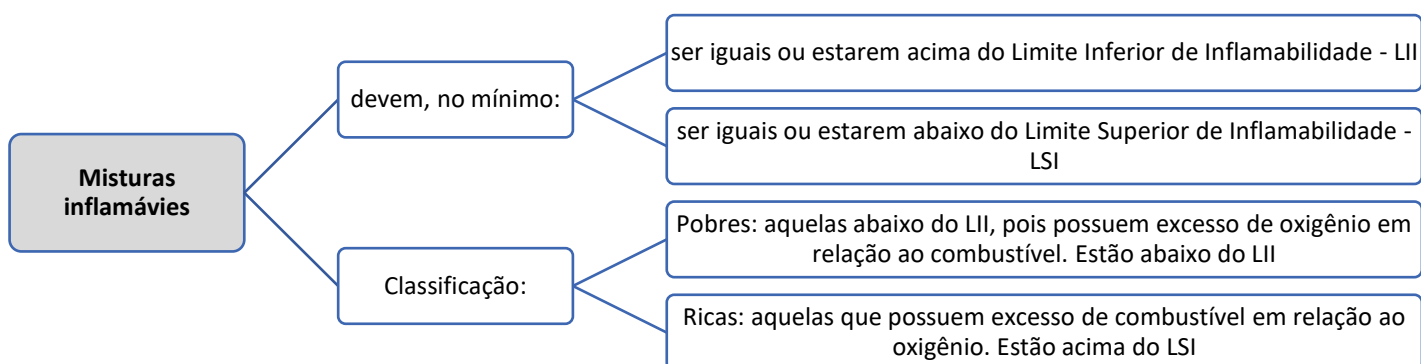 Misturas
inflamávies
devem, no mínimo:
ser iguais ou estarem acima do Limite Inferior de Inflamabilidade - LII
ser iguais ou estarem abaixo do Limite Superior de Inflamabilidade -
LSI
Classificação:
Pobres: aquelas abaixo do LII, pois possuem excesso de oxigênio em
relação ao combustível. Estão abaixo do LII
Ricas: aquelas que possuem excesso de combustível em relação ao
oxigênio. Estão acima do LSI